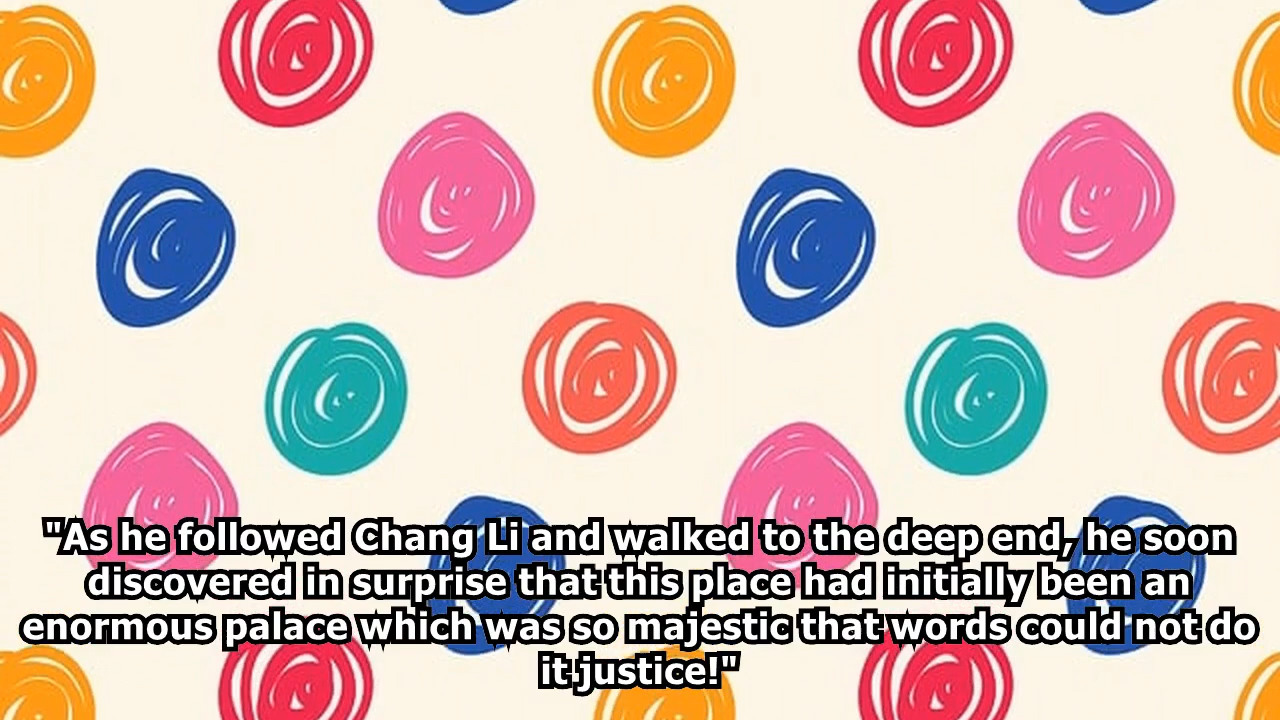 "As he followed Chang Li and walked to the deep end, he soon
discovered in surprise that this place had initially been an
enormous palace which was so majestic that words could not do
it justice!"